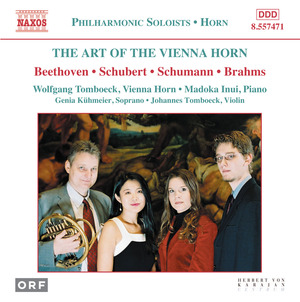 NAXOS
PHILHARMONIC SOLOISTS • HORN
DDD
8.557471
THE ART OF THE VIENNA HORN
Beethoven • Schubert • Schumann • Brahms
Wolfgang Tomboeck, Vienna Horn • Madoka Inui, Piano
Genia Kühmeier, Soprano • Johannes Tomboeck, Violin
ORF
HERBERT VON
KARAJAN